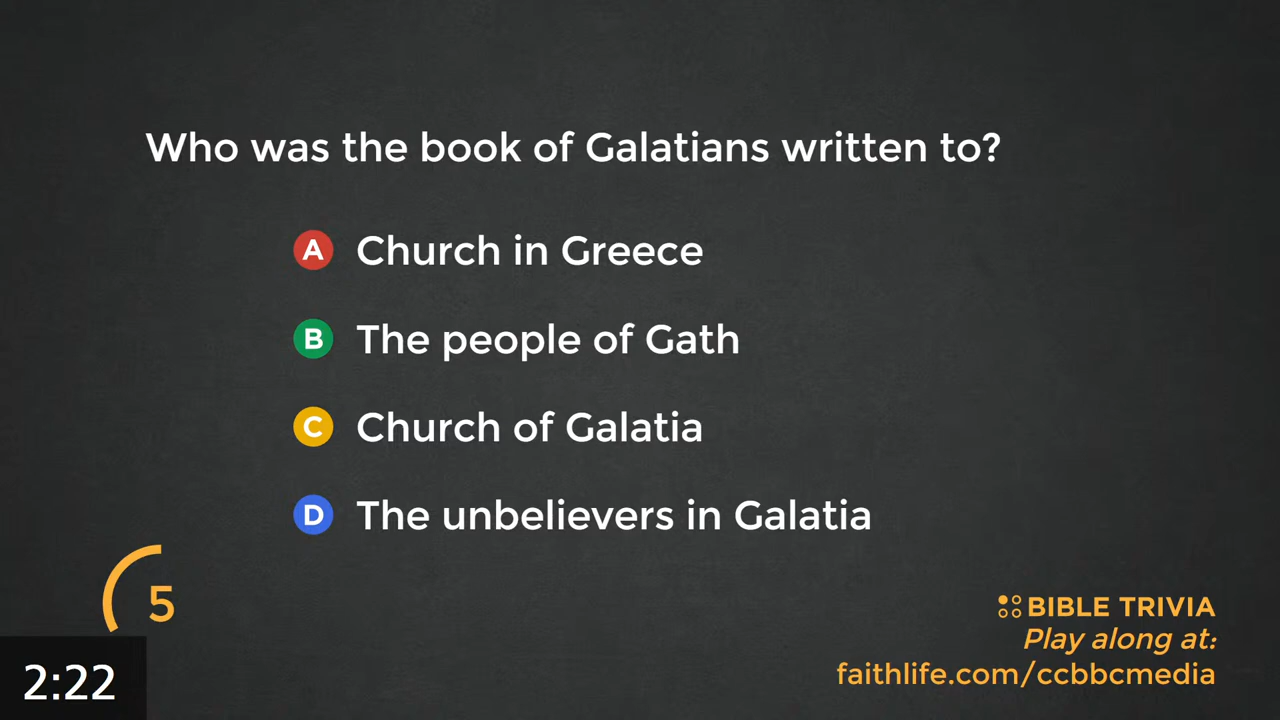 Who was the book of Galatians written to?
A Church in Greece
B The people of Gath
C Church of Galatia
D The unbelievers in Galatia
5
2:22
BIBLE TRIVIA
Play along at:
faithlife.com/ccbbcmedia